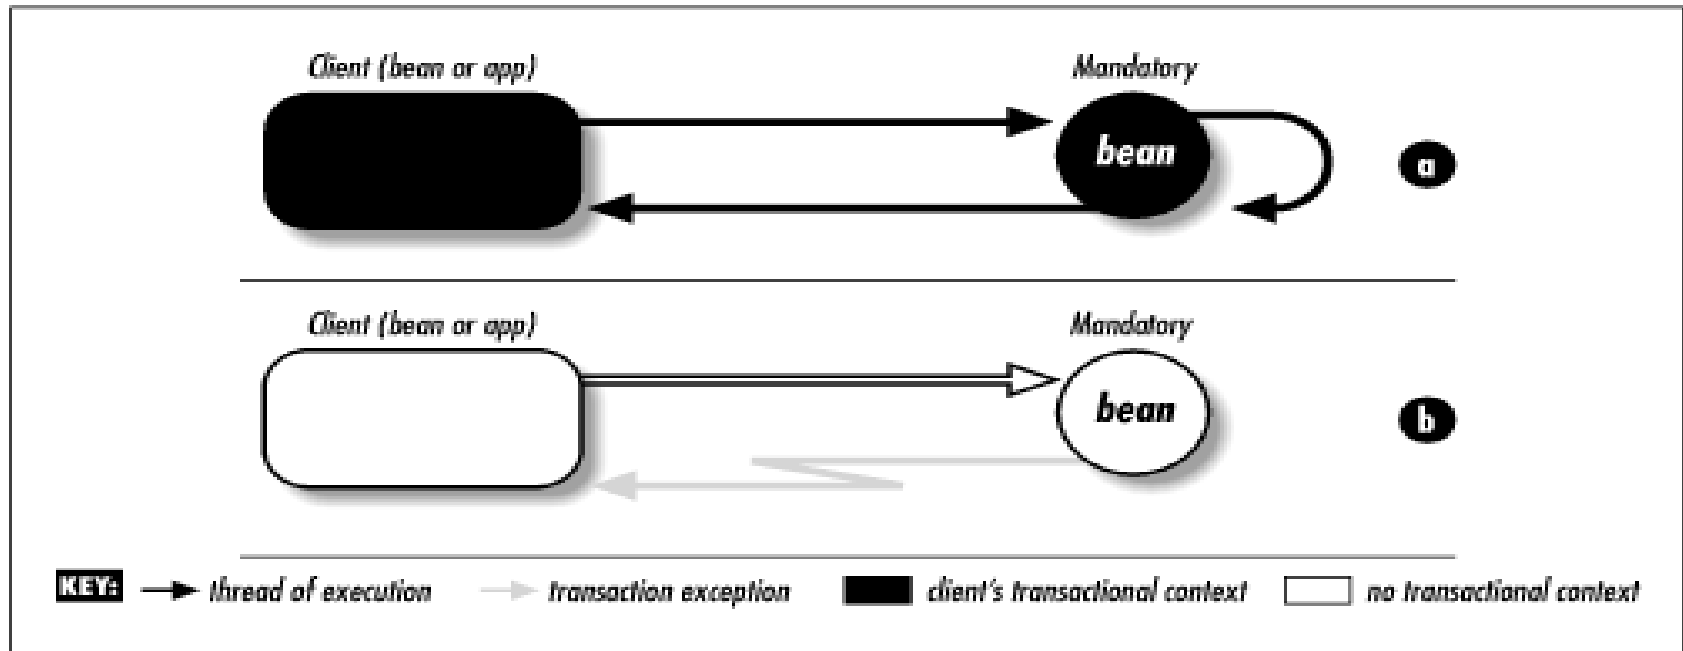 Client (bean or app) Mandatory
bean
a
Client (bean or app) Mandatory
bean
b
KEY: thread of execution transaction exception client's transactional context no transactional context